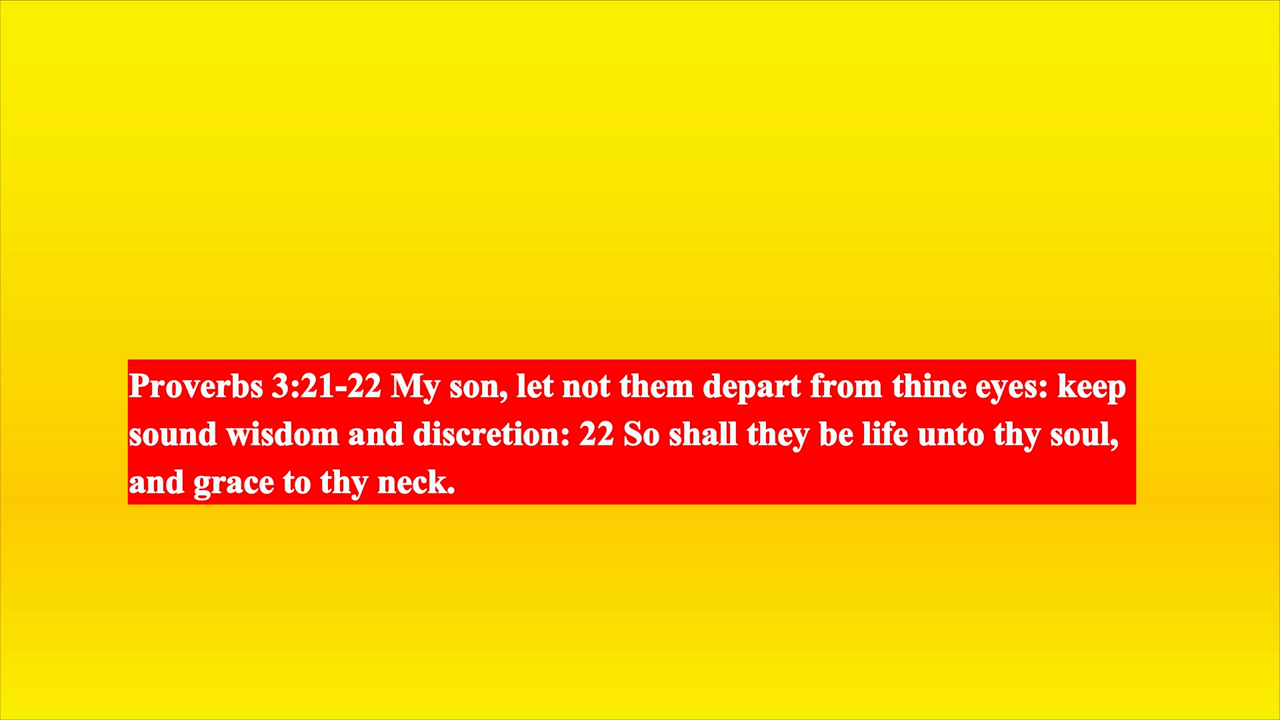 Proverbs 3:21-22 My son, let not them depart from thine eyes: keep
sound wisdom and discretion: 22 So shall they be life unto thy soul,
and grace to thy neck.